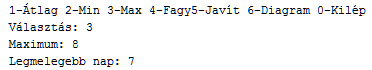 1-Átlag 2-Min 3-Max 4-Fagy5-Javít 6-Diagram 0-Kilép
Választás: 3
Maximum: 8
Legmelegebb nap: 7